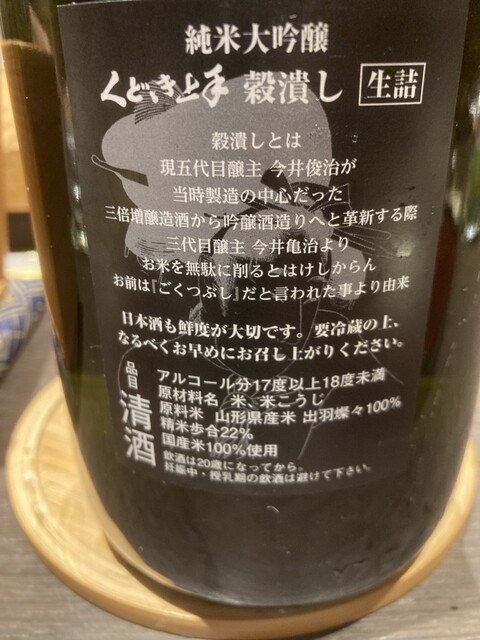 純米大吟醸
くどき上手 穀潰し 生詰
穀潰しとは
現五代目醸主 今井俊治が
当時製造の中心だった
三倍増醸造酒から吟醸酒造りへと革新する際
三代目醸主 今井亀治より
お米を無駄に削るとはけしからん
お前は『ごくつぶし』だと言われた事より由来
日本酒も鮮度が大切です。要冷蔵の上、
なるべくお早めにお召し上がりください。
品目 清酒
アルコール分17度以上18度未満
原材料名 米、米こうじ
原料米 山形県産米 出羽燦々100%
精米歩合22%
国産米100%使用
飲酒は20歳になってから。
妊娠中・授乳期の飲酒は避けて下さい。